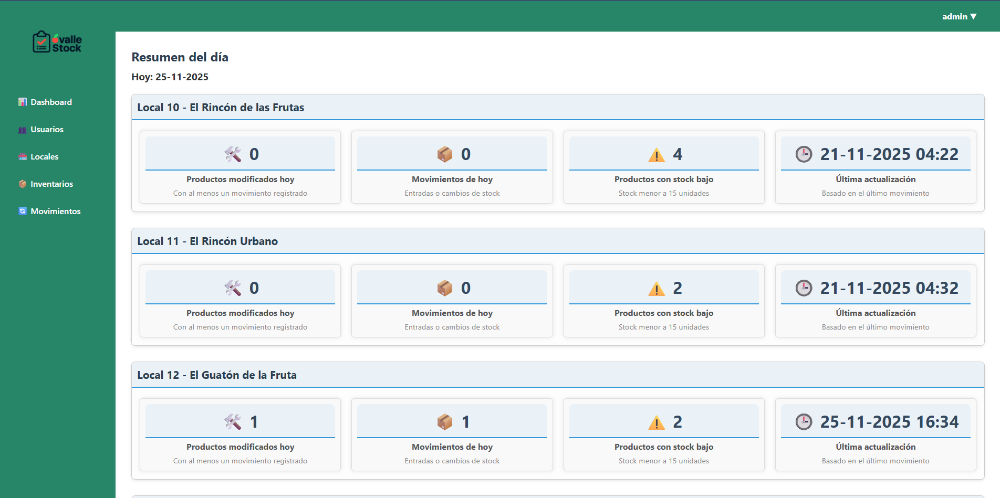 admin ▼
ovalle
Stock
Dashboard
Usuarios
Locales
Inventarios
Movimientos
Resumen del día
Hoy: 25-11-2025
Local 10 - El Rincón de las Frutas
0
Productos modificados hoy
Con al menos un movimiento registrado
0
Movimientos de hoy
Entradas o cambios de stock
4
Productos con stock bajo
Stock menor a 15 unidades
21-11-2025 04:22
Última actualización
Basado en el último movimiento
Local 11 - El Rincón Urbano
0
Productos modificados hoy
Con al menos un movimiento registrado
0
Movimientos de hoy
Entradas o cambios de stock
2
Productos con stock bajo
Stock menor a 15 unidades
21-11-2025 04:32
Última actualización
Basado en el último movimiento
Local 12 - El Guatón de la Fruta
1
Productos modificados hoy
Con al menos un movimiento registrado
1
Movimientos de hoy
Entradas o cambios de stock
2
Productos con stock bajo
Stock menor a 15 unidades
25-11-2025 16:34
Última actualización
Basado en el último movimiento